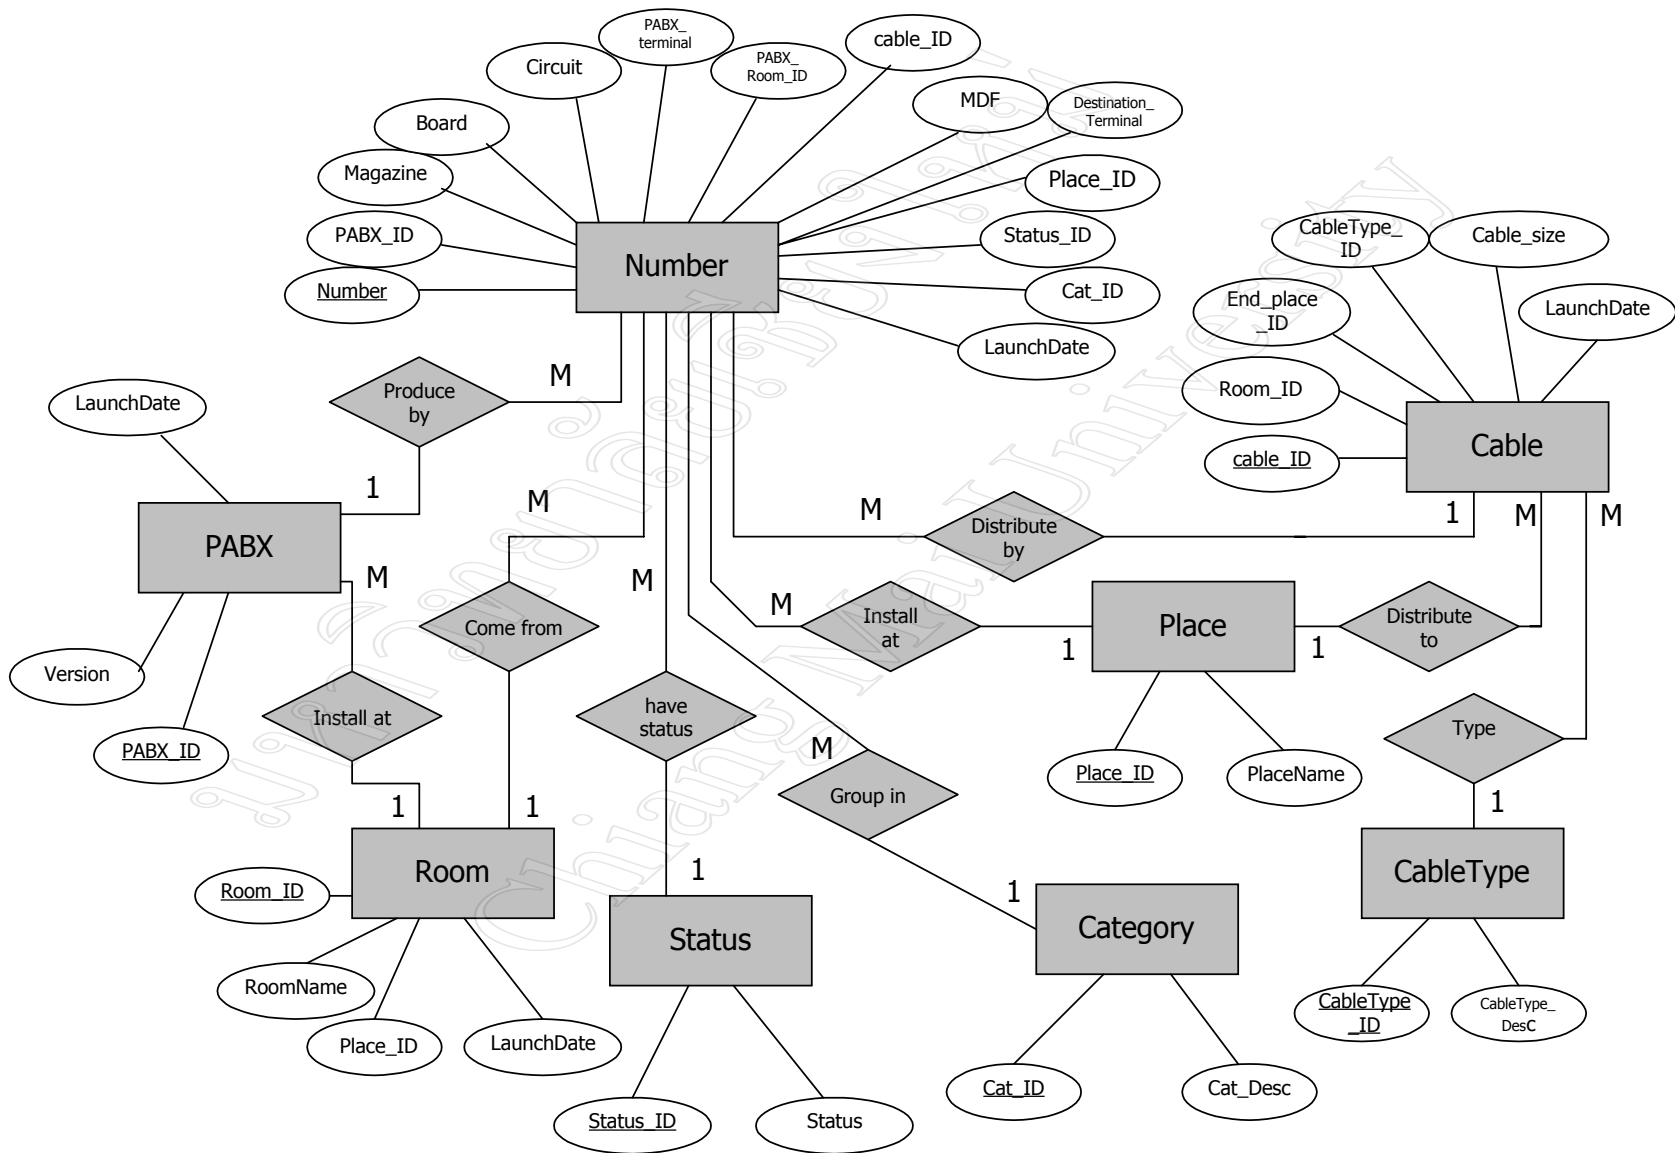 PABX_
terminal
cable_ID
Circuit
PABX_
Room_ID
MDF
Destination_
Terminal
Board
Magazine
Place_ID
PABX_ID
Number
Status_ID
CableType_
ID
Cable_size
Number
Cat_ID
End_place
_ID
LaunchDate
LaunchDate
Produce
by
M
Room_ID
LaunchDate
Cable
cable_ID
1
M
M
1
M
M
PABX
Distribute
by
M
M
M
Install
at
1
Place
1
Distribute
to
Come from
Version
Install at
have
status
Type
PABX_ID
M
Place_ID
PlaceName
Group in
1
1
1
Room
1
1
CableType
Room_ID
Status
Category
RoomName
CableType
_ID
CableType_
Desc
Place_ID
LaunchDate
Cat_ID
Cat_Desc
Status_ID
Status
Chiang Mai University